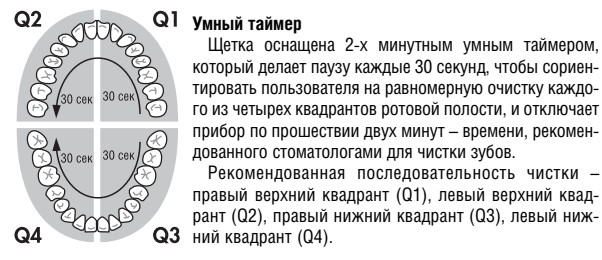 Q2
Q1
30 сек
30 сек
30 сек
30 сек
Q4
Q3
Умный таймер
Щетка оснащена 2-х минутным умным таймером,
который делает паузу каждые 30 секунд, чтобы сориен-
тировать пользователя на равномерную очистку каждо-
го из четырех квадрантов ротовой полости, и отключает
прибор по прошествии двух минут – времени, рекомен-
дованного стоматологами для чистки зубов.
Рекомендованная последовательность чистки –
правый верхний квадрант (Q1), левый верхний квад-
рант (Q2), правый нижний квадрант (Q3), левый ниж-
ний квадрант (Q4).